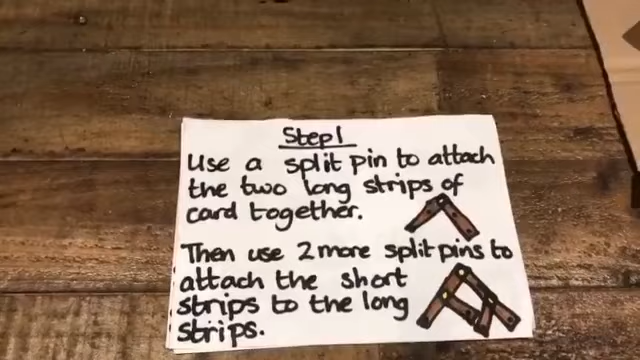 Step 1
Use a split pin to attach
the two long strips of
card together.
Then use 2 more split pins to
attach the short
strips to the long
strips.